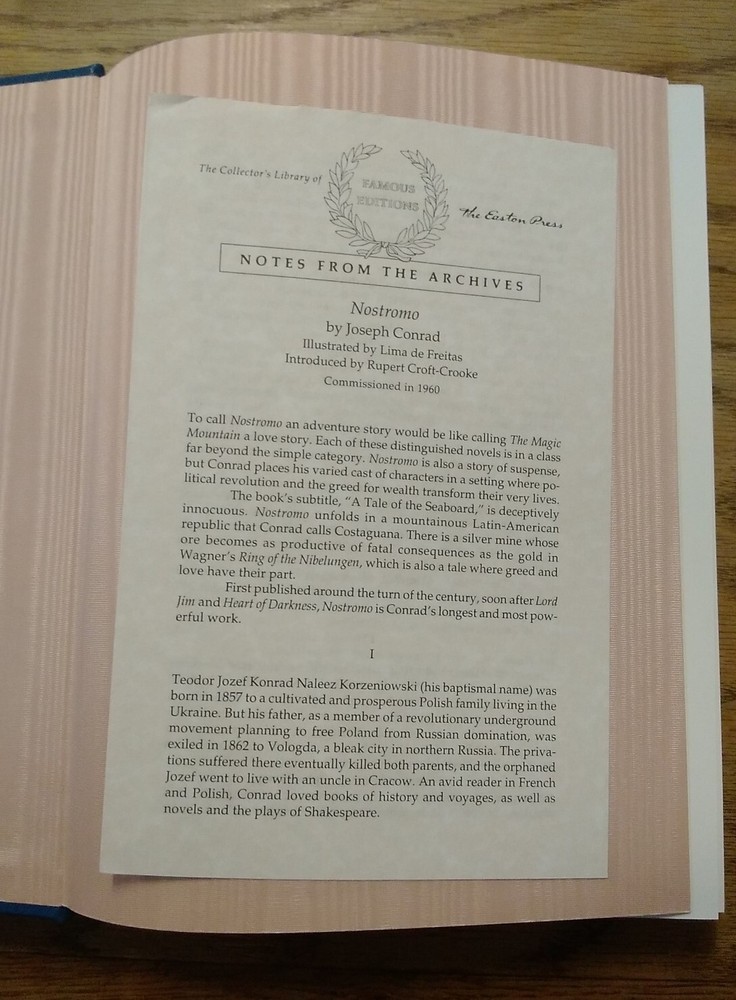 The Collector's Library of
FAMOUS
EDITIONS
The Easton Press
NOTES FROM THE ARCHIVES
Nostromo
by Joseph Conrad
Illustrated by Lima de Freitas
Introduced by Rupert Croft-Crooke
Commissioned in 1960
To call Nostromo an adventure story would be like calling The Magic
Mountain a love story. Each of these distinguished novels is in a class
far beyond the simple category. Nostromo is also a story of suspense,
but Conrad places his varied cast of characters in a setting where po-
litical revolution and the greed for wealth transform their very lives.
The book's subtitle, "A Tale of the Seaboard," is deceptively
innocuous. Nostromo unfolds in a mountainous Latin-American
republic that Conrad calls Costaguana. There is a silver mine whose
ore becomes as productive of fatal consequences as the gold in
Wagner's Ring of the Nibelungen, which is also a tale where greed and
love have their part.
First published around the turn of the century, soon after Lord
Jim and Heart of Darkness, Nostromo is Conrad's longest and most pow-
erful work.
I
Teodor Jozef Konrad Naleez Korzeniowski (his baptismal name) was
born in 1857 to a cultivated and prosperous Polish family living in the
Ukraine. But his father, as a member of a revolutionary underground
movement planning to free Poland from Russian domination, was
exiled in 1862 to Vologda, a bleak city in northern Russia. The priva-
tions suffered there eventually killed both parents, and the orphaned
Jozef went to live with an uncle in Cracow. An avid reader in French
and Polish, Conrad loved books of history and voyages, as well as
novels and the plays of Shakespeare.